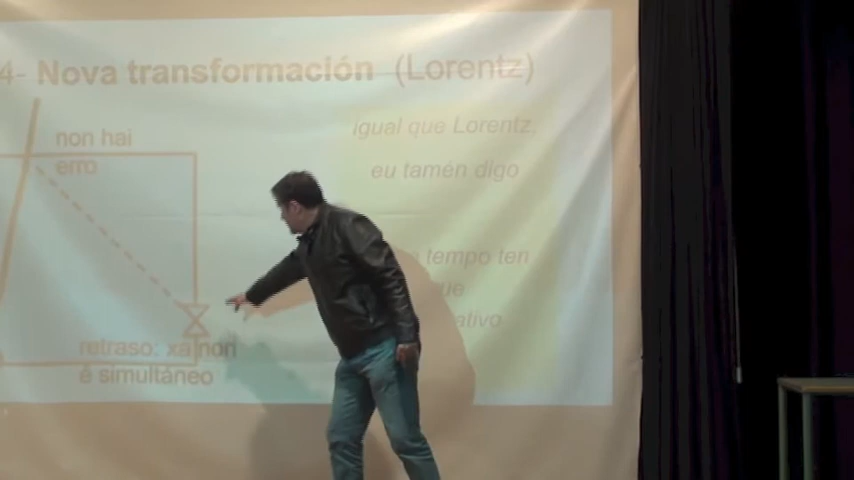 4- Nova transformación (Lorentz)
non hai
erro
igual que Lorentz,
eu tamén digo
tempo ten
retraso: xa non
é simultáneo